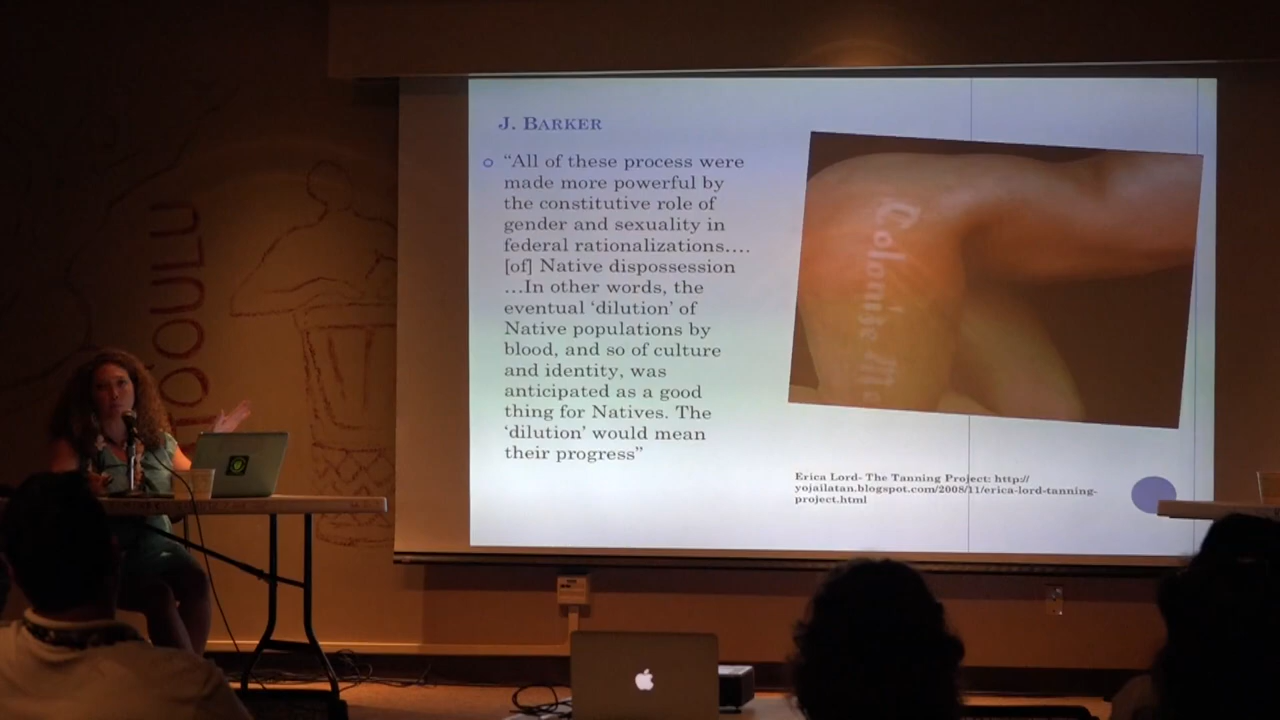 J. BARKER
“All of these process were
made more powerful by
the constitutive role of
gender and sexuality in
federal rationalizations....
[of] Native dispossession
...In other words, the
eventual ‘dilution’ of
Native populations by
blood, and so of culture
and identity, was
anticipated as a good
thing for Natives. The
‘dilution’ would mean
their progress”
Colonize Me
Erica Lord- The Tanning Project: http://
yojailatan.blogspot.com/2008/11/erica-lord-tanning-
project.html
HOOULU